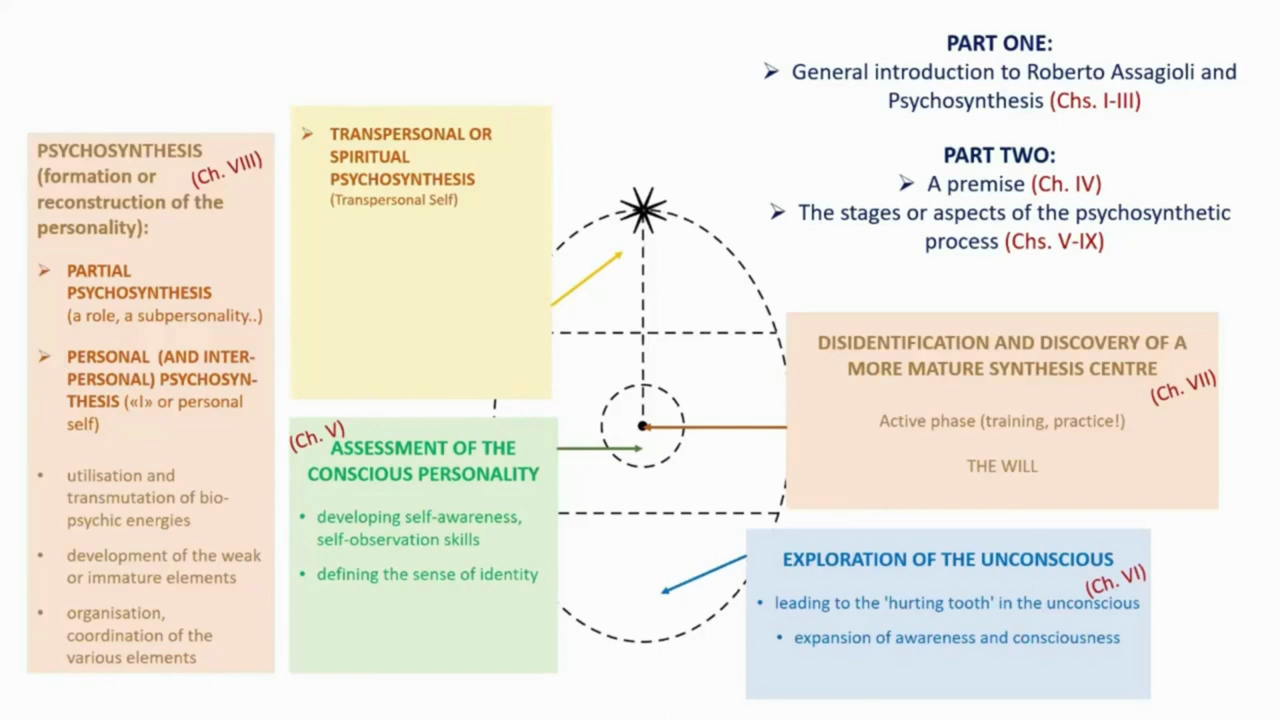 PART ONE:
➢ General introduction to Roberto Assagioli and
Psychosynthesis (Chs. I-III)
PART TWO:
➢ A premise (Ch. IV)
➢ The stages or aspects of the psychosynthetic
process (Chs. V-IX)
PSYCHOSYNTHESIS
(Ch. VIII)
(formation or
reconstruction of the
personality):
➢ PARTIAL
PSYCHOSYNTHESIS
(a role, a subpersonality..)
➢ PERSONAL (AND INTER-
PERSONAL) PSYCHOSYN-
THESIS («I» or personal
self)
• utilisation and
transmutation of bio-
psychic energies
• development of the weak
or immature elements
• organisation,
coordination of the
various elements
➢ TRANSPERSONAL OR
SPIRITUAL
PSYCHOSYNTHESIS
(Transpersonal Self)
(Ch. V)
ASSESSMENT OF THE
CONSCIOUS PERSONALITY
• developing self-awareness,
self-observation skills
• defining the sense of identity
DISIDENTIFICATION AND DISCOVERY OF A
MORE MATURE SYNTHESIS CENTRE
(Ch. VII)
Active phase (training, practice!)
THE WILL
EXPLORATION OF THE UNCONSCIOUS
(Ch. VI)
• leading to the 'hurting tooth' in the unconscious
• expansion of awareness and consciousness